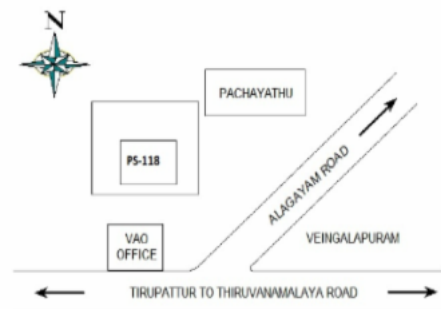 N
PACHAYATHU
PS-118
ALAGAYAM ROAD
VAO
OFFICE
VEINGALAPURAM
TIRUPATTUR TO THIRUVANAMALAYA ROAD